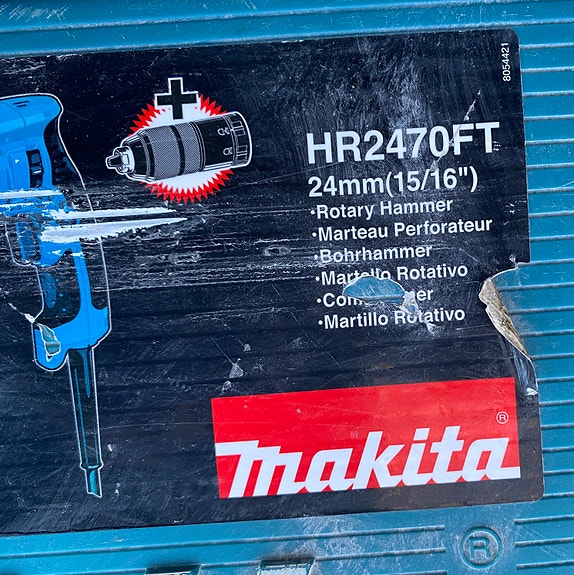 8054421
HR2470FT
24mm(15/16")
•Rotary Hammer
•Marteau Perforateur
•Bohrhammer
•Martello Rotativo
•Martillo Rotativo
makita®
®